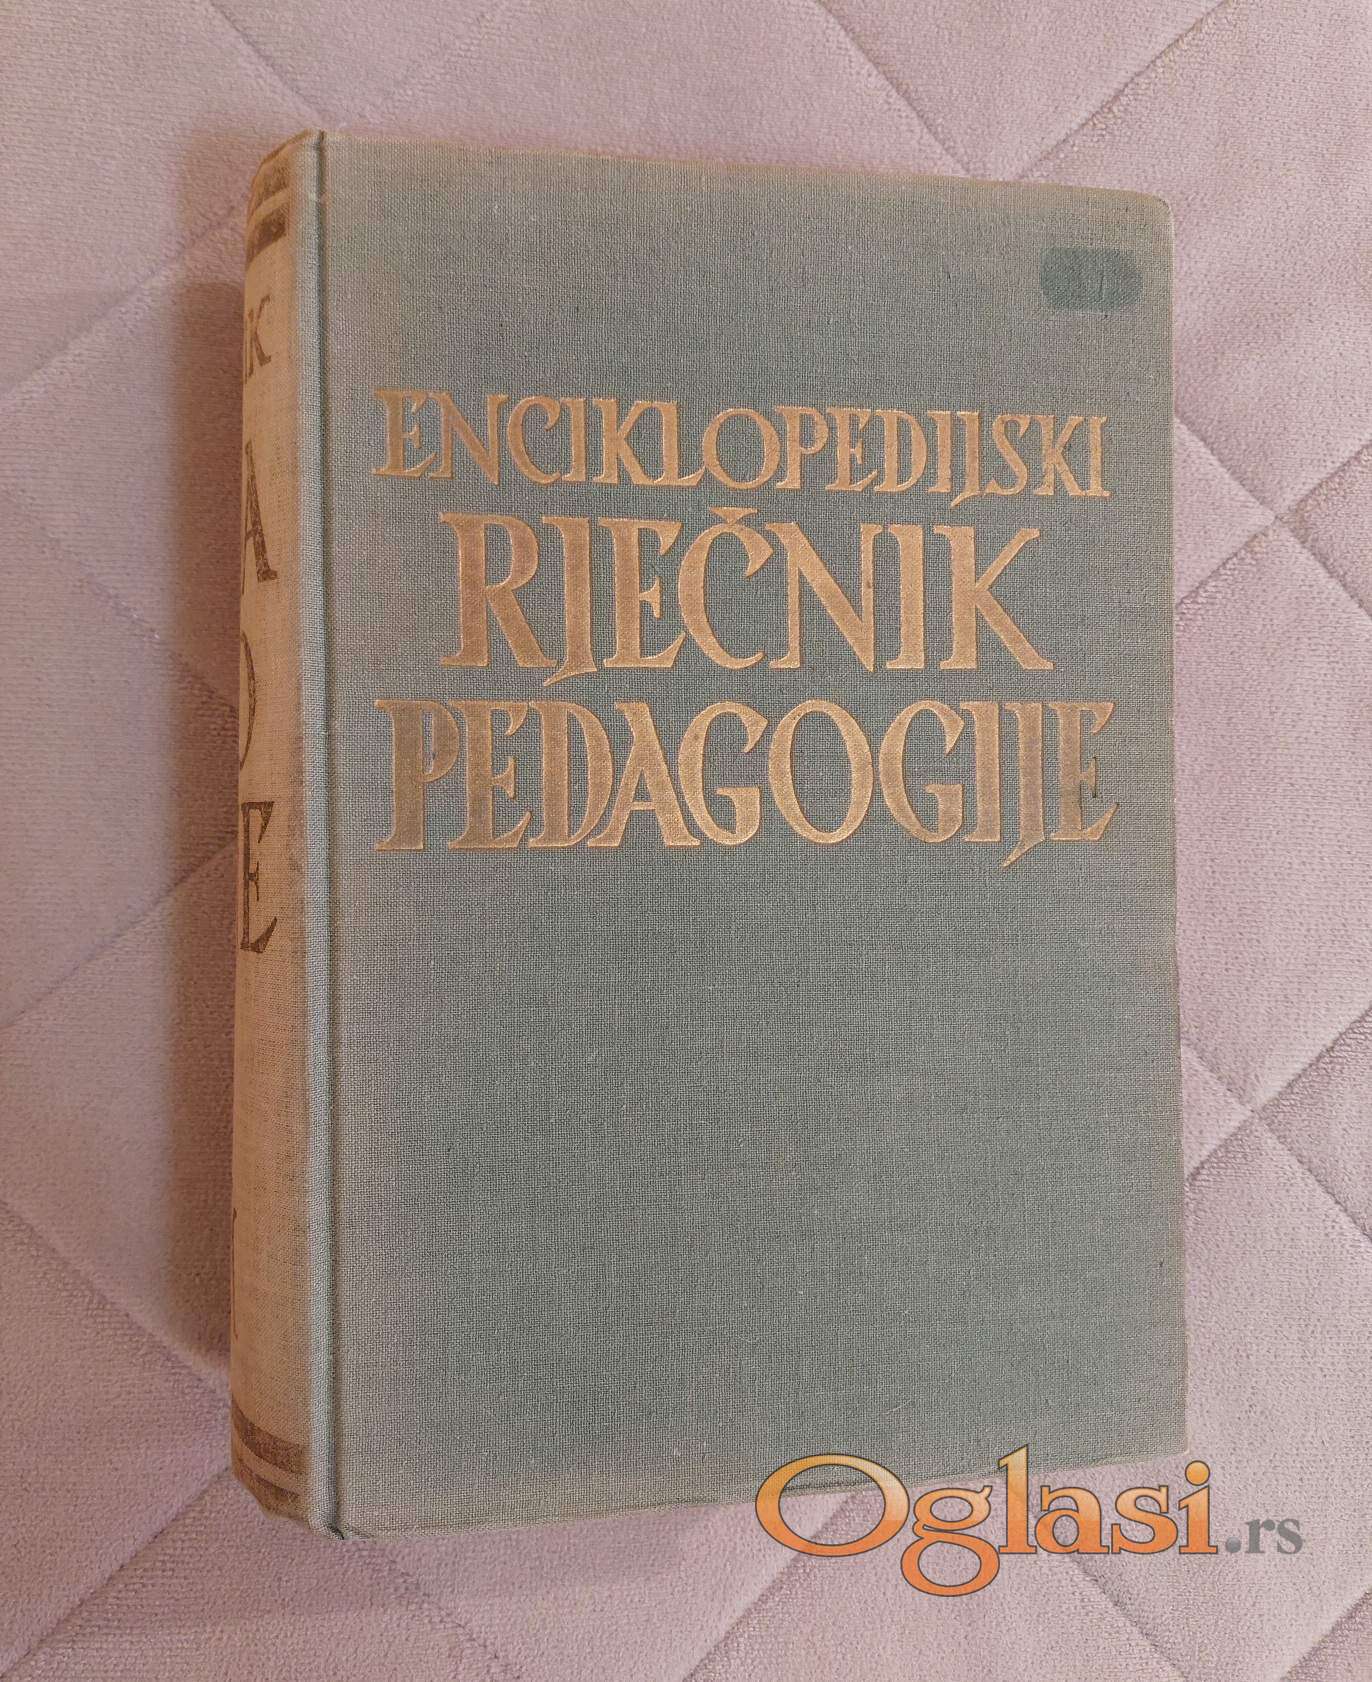 ENCIKLOPEDIJSKI
RJEČNIK
PEDAGOGIJE
Oglasi.rs